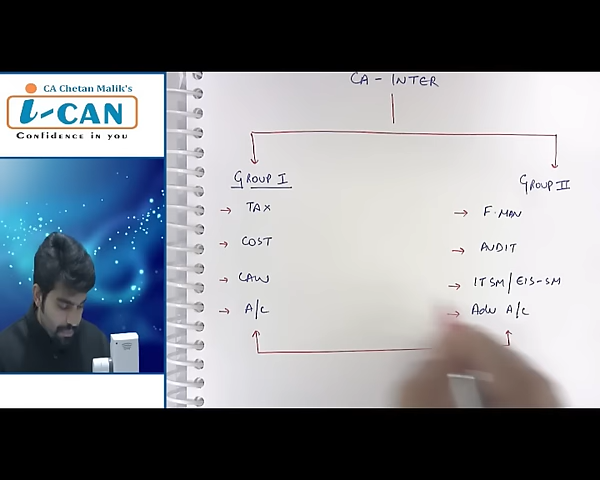 CA Chetan Malik's
i-CAN
Confidence in you
CA - INTER
GROUP I
→ TAX
→ COST
→ LAW
→ A/C
GROUP II
→ F.MAN
→ AUDIT
→ ITSM/EIS-SM
→ Adv A/C